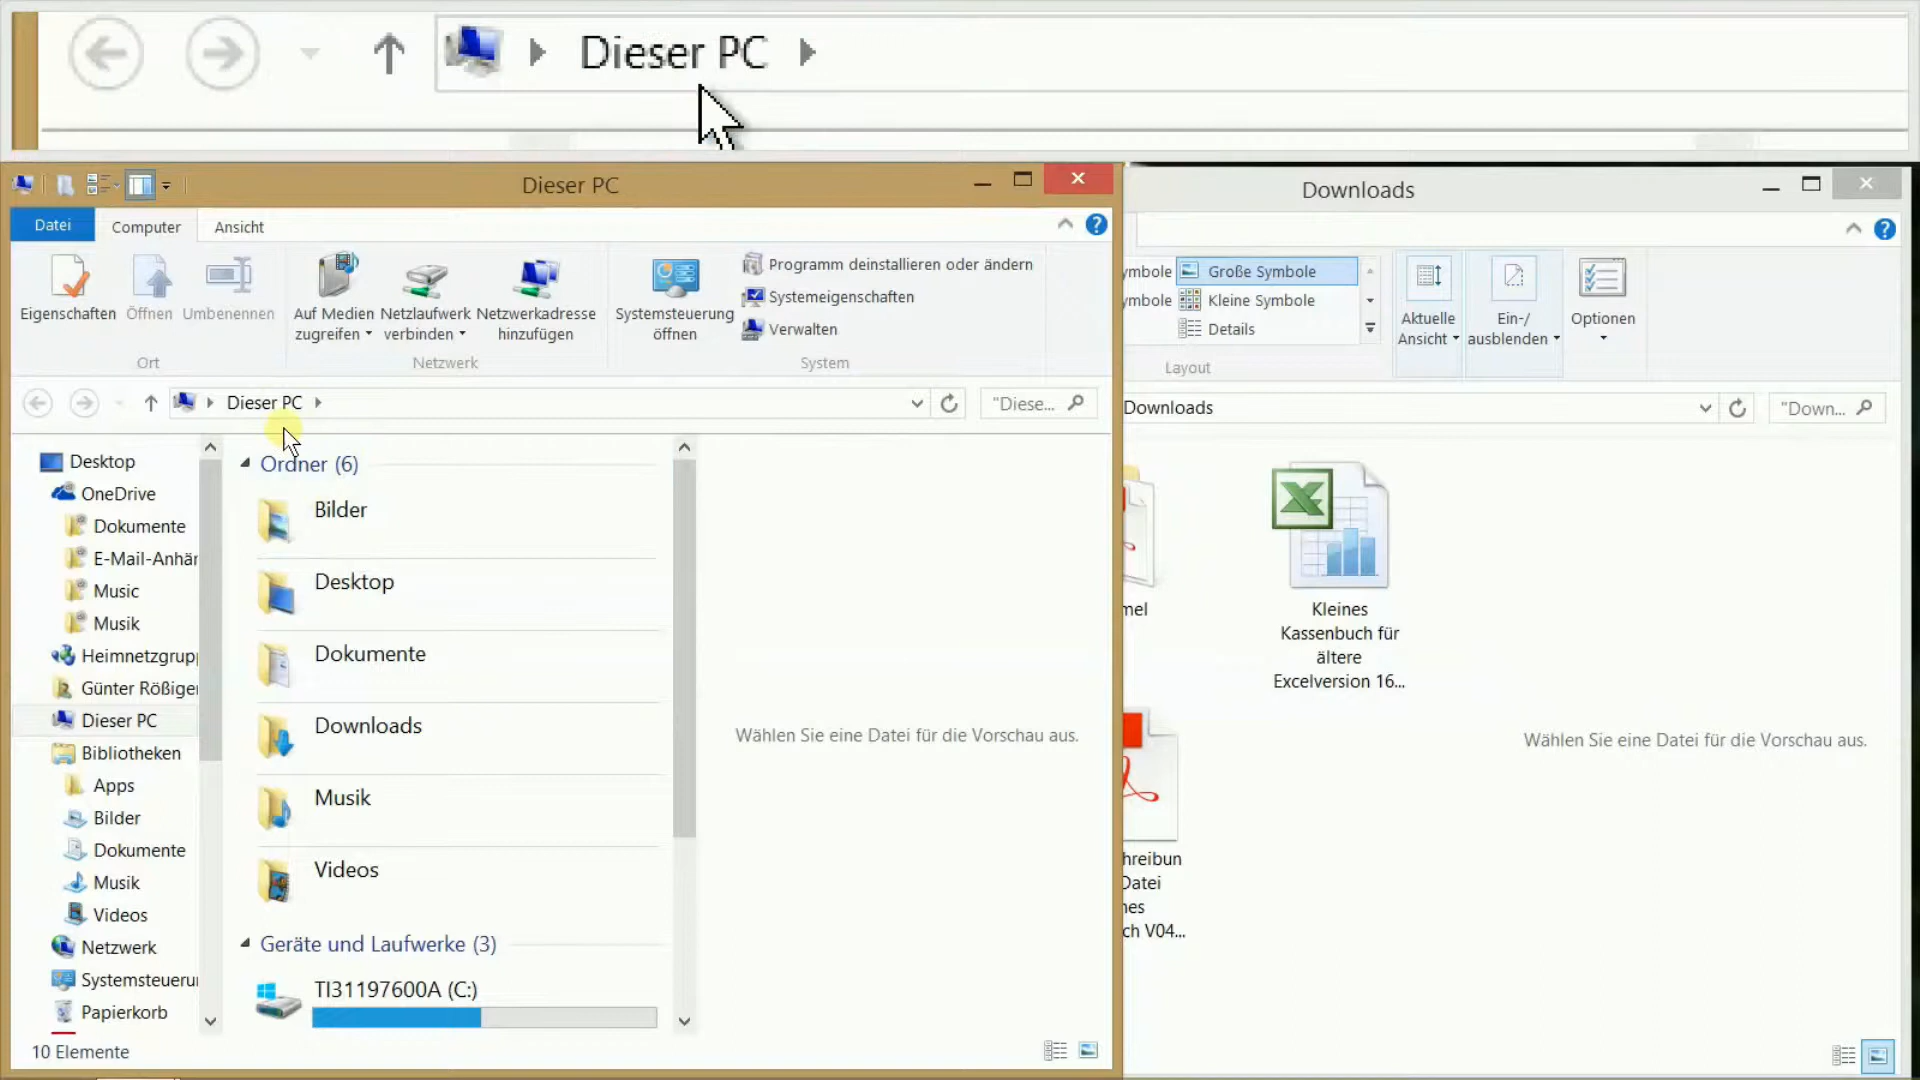 Dieser PC
Dieser PC
Datei
Computer
Ansicht
Eigenschaften
Öffnen
Umbenennen
Auf Medien
zugreifen
Netzlaufwerk
verbinden
Netzwerkadresse
hinzufügen
Systemsteuerung
öffnen
Programm deinstallieren oder ändern
Systemeigenschaften
Verwalten
Ort
Netzwerk
System
Dieser PC
"Diese...
Desktop
OneDrive
Dokumente
E-Mail-Anhär
Music
Musik
Heimnetzgrupp
Günter Rößiger
Dieser PC
Bibliotheken
Apps
Bilder
Dokumente
Musik
Videos
Netzwerk
Systemsteuerur
Papierkorb
Ordner (6)
Bilder
Desktop
Dokumente
Downloads
Musik
Videos
Geräte und Laufwerke (3)
TI31197600A (C:)
Wählen Sie eine Datei für die Vorschau aus.
10 Elemente
Downloads
ymbole
Große Symbole
ymbole
Kleine Symbole
Details
Layout
Aktuelle
Ansicht
Ein-/
ausblenden
Optionen
Downloads
"Down...
mel
Kleines
Kassenbuch für
ältere
Excelversion 16...
hreibun
Datei
nes
ch V04...
Wählen Sie eine Datei für die Vorschau aus.